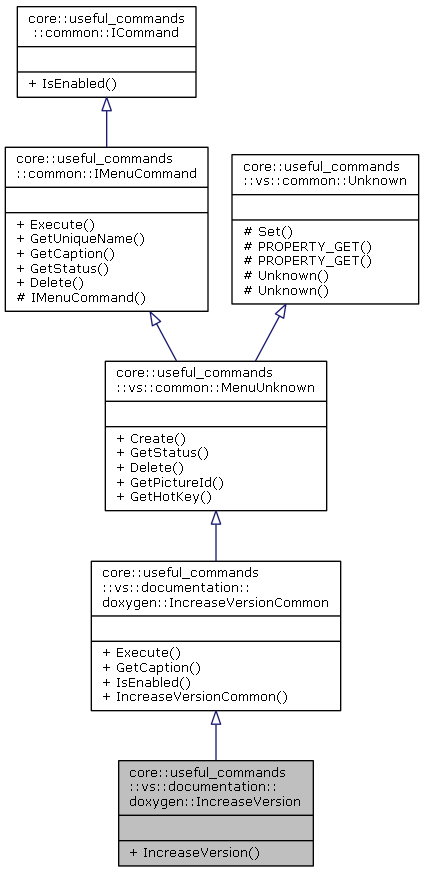 core::useful_commands
::common::ICommand
+ IsEnabled()
core::useful_commands
::common::IMenuCommand
+ Execute()
+ GetUniqueName()
+ GetCaption()
+ GetStatus()
+ Delete()
# IMenuCommand()
core::useful_commands
::vs::common::Unknown
# Set()
# PROPERTY_GET()
# PROPERTY_GET()
# Unknown()
# Unknown()
core::useful_commands
::vs::common::MenuUnknown
+ Create()
+ GetStatus()
+ Delete()
+ GetPictureId()
+ GetHotKey()
core::useful_commands
::vs::documentation::
doxygen::IncreaseVersionCommon
+ Execute()
+ GetCaption()
+ IsEnabled()
+ IncreaseVersionCommon()
core::useful_commands
::vs::documentation::
doxygen::IncreaseVersion
+ IncreaseVersion()